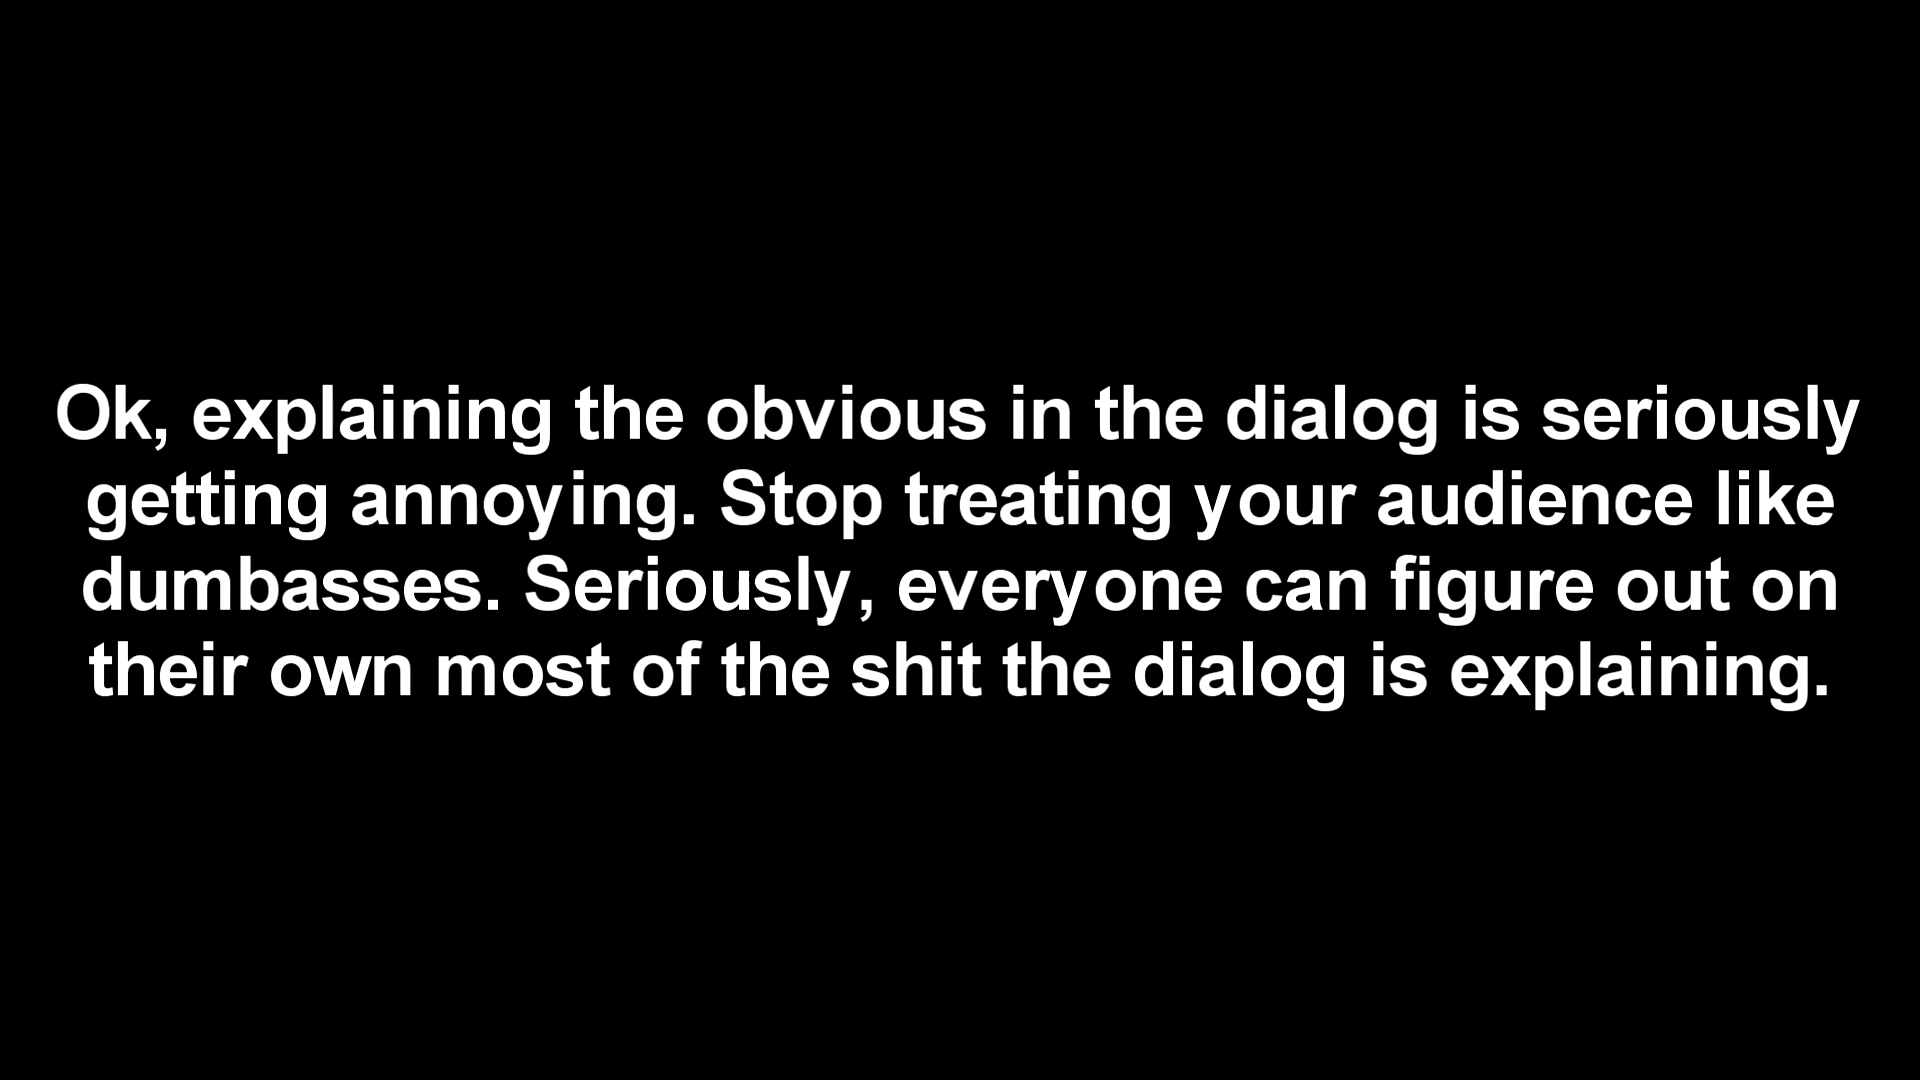 Ok, explaining the obvious in the dialog is seriously
getting annoying. Stop treating your audience like
dumbasses. Seriously, everyone can figure out on
their own most of the shit the dialog is explaining.